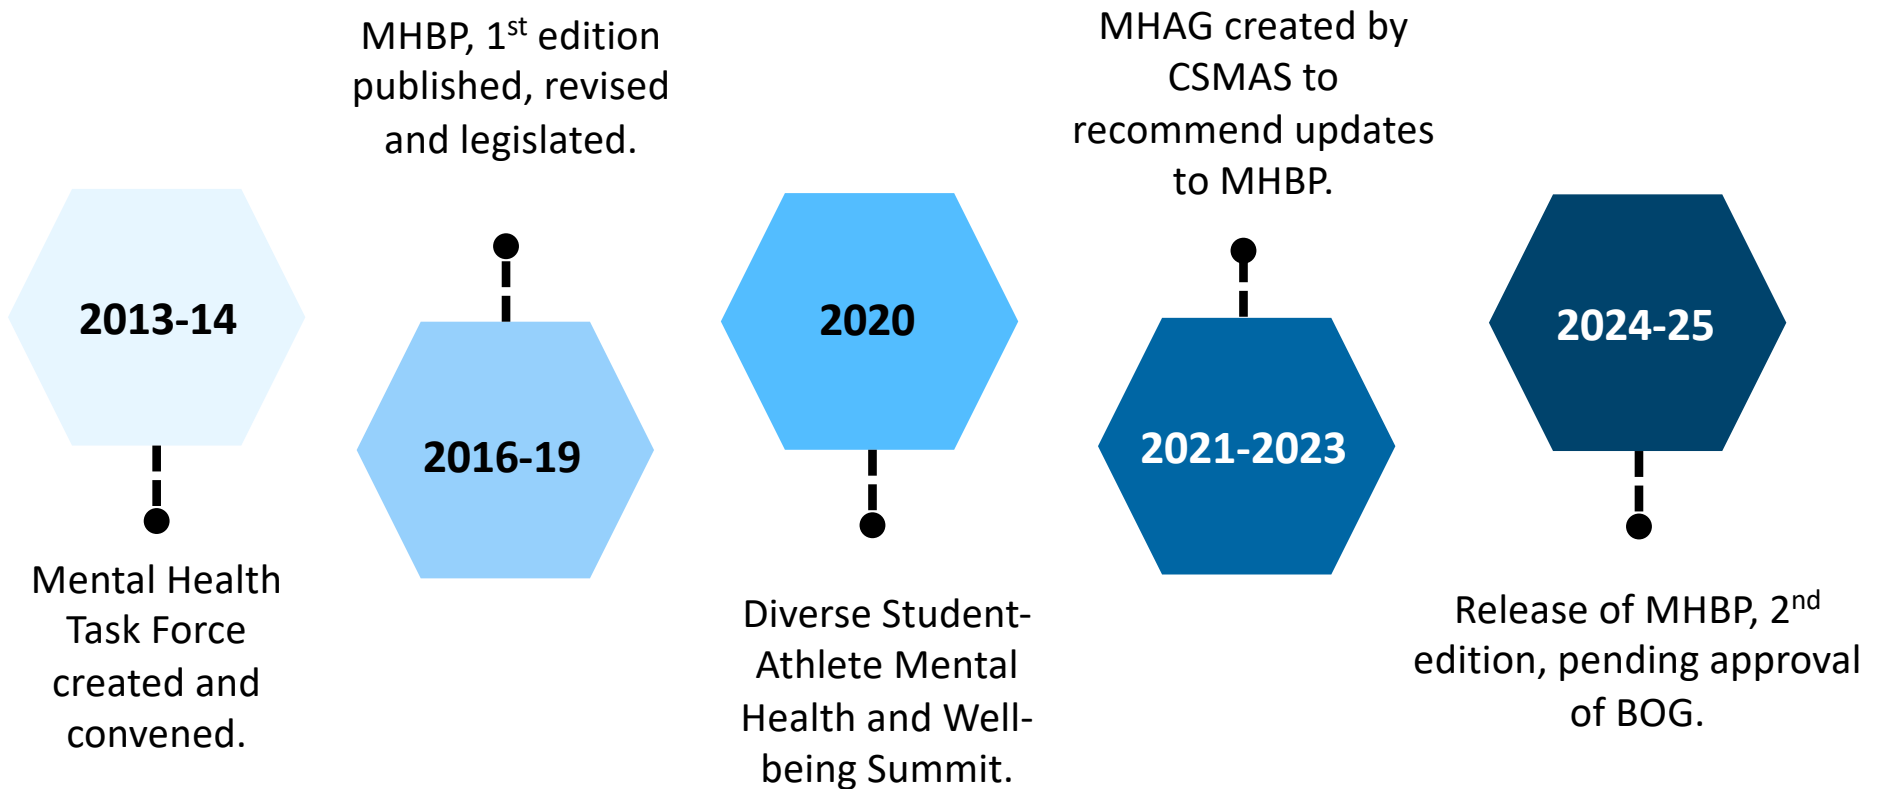 2013-14
Mental Health
Task Force
created and
convened.
MHBP, 1st edition
published, revised
and legislated.
2016-19
2020
Diverse Student-
Athlete Mental
Health and Well-
being Summit.
MHAG created by
CSMAS to
recommend updates
to MHBP.
2021-2023
2024-25
Release of MHBP, 2nd
edition, pending approval
of BOG.